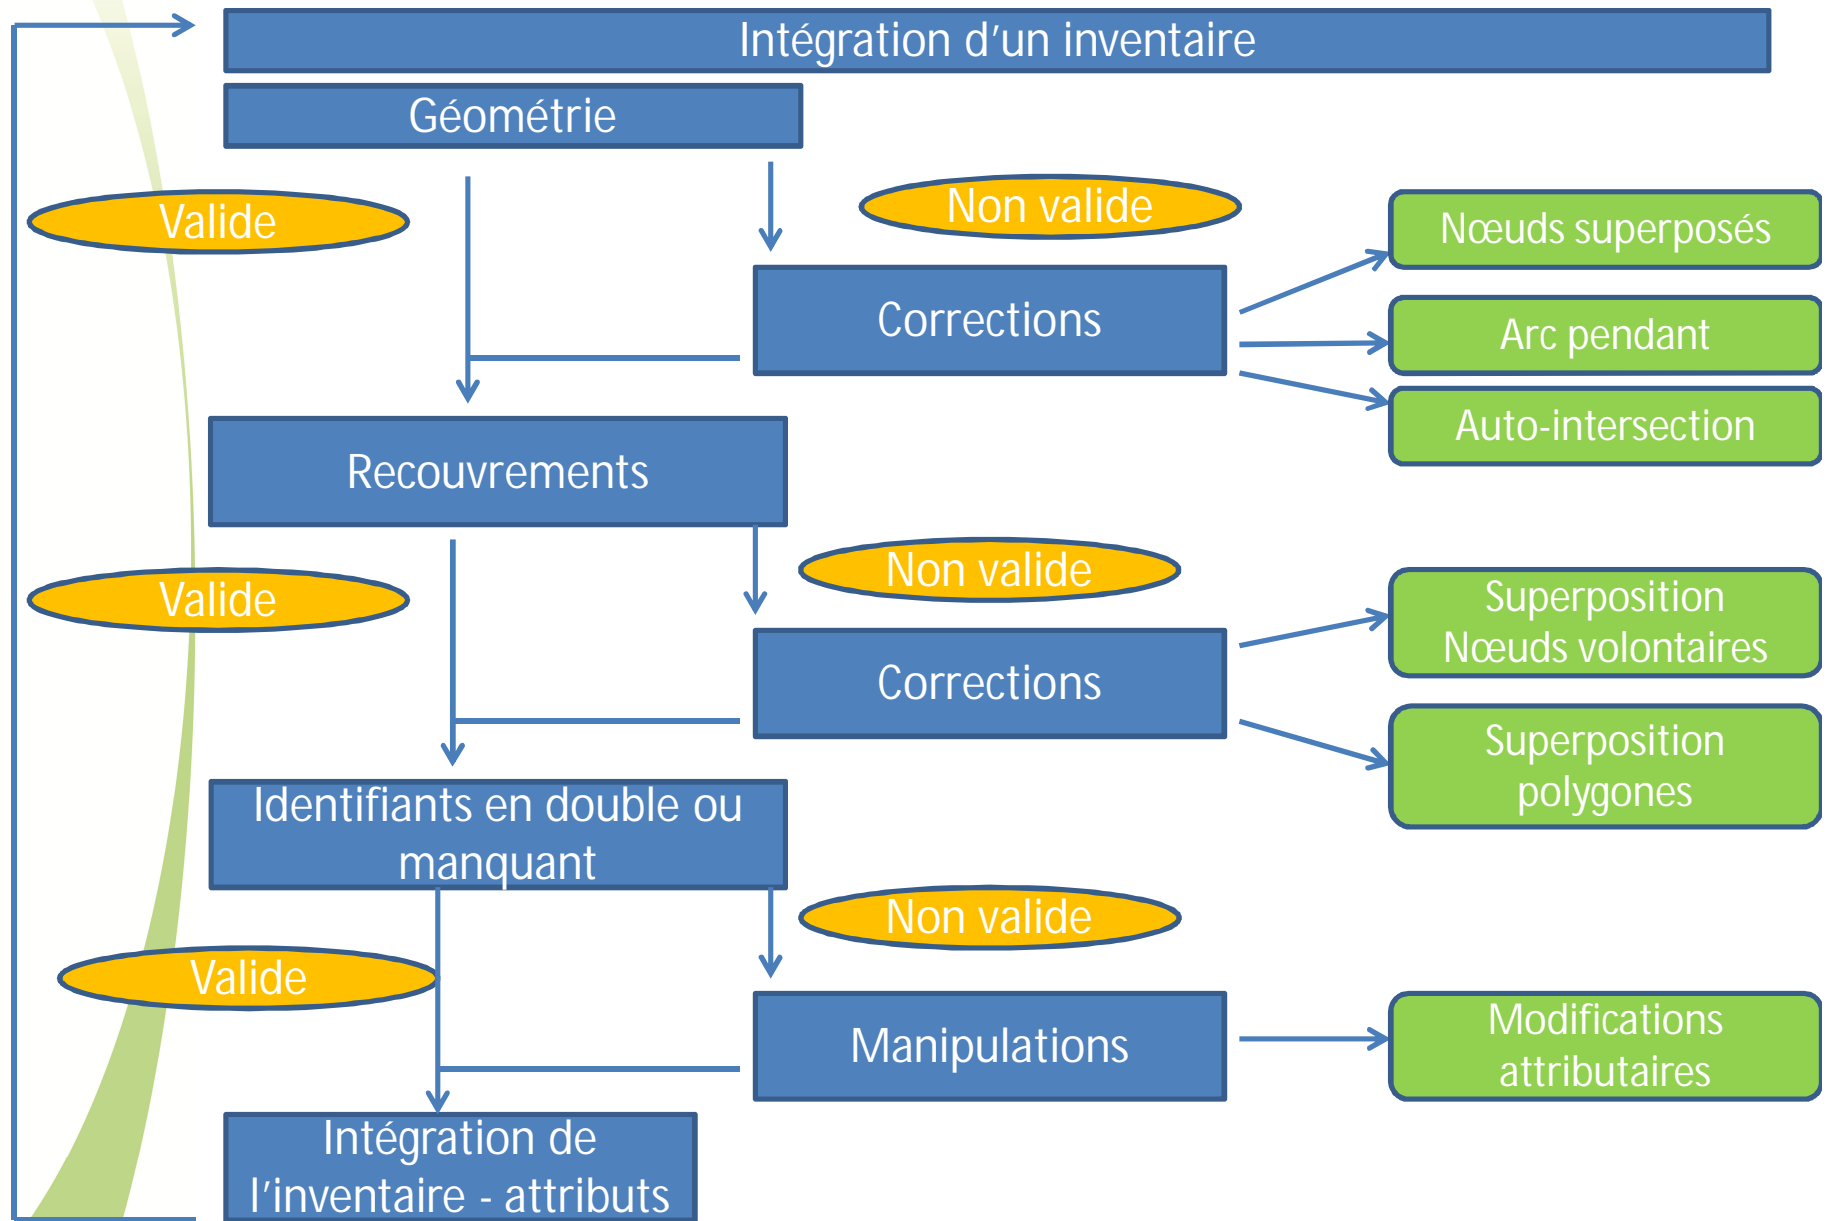 Intégration d’un inventaire
Géométrie
Valide
Non valide
Nœuds superposés
Corrections
Arc pendant
Auto-intersection
Recouvrements
Valide
Non valide
Superposition
Nœuds volontaires
Corrections
Superposition
polygones
Identifiants en double ou
manquant
Non valide
Valide
Manipulations
Modifications
attributaires
Intégration de
l’inventaire - attributs